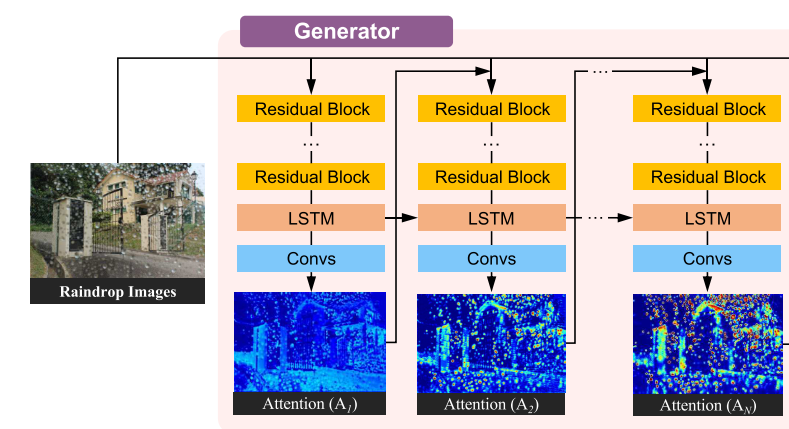 Generator
...
Residual Block Residual Block Residual Block
... ... ...
Residual Block Residual Block Residual Block
LSTM LSTM ... LSTM
Convs Convs Convs
Raindrop Images
Attention (A1) Attention (A2) Attention (AN)